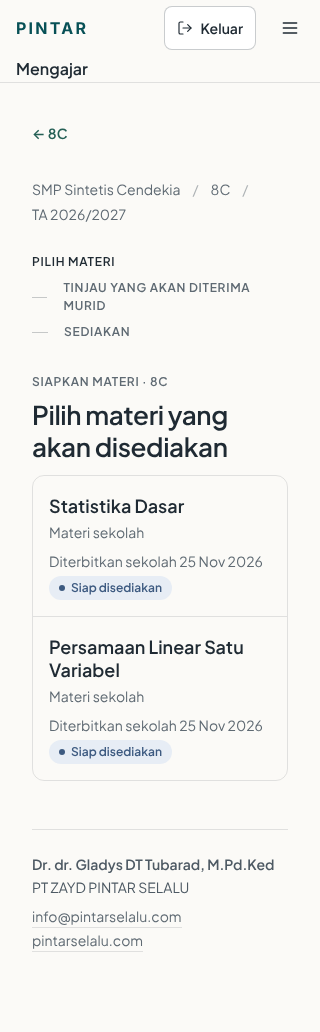 PINTAR
Keluar
Mengajar
← 8C
SMP Sintetis Cendekia / 8C /
TA 2026/2027
PILIH MATERI
TINJAU YANG AKAN DITERIMA
MURID
SEDIAKAN
SIAPKAN MATERI · 8C
Pilih materi yang
akan disediakan
Statistika Dasar
Materi sekolah
Diterbitkan sekolah 25 Nov 2026
Siap disediakan
Persamaan Linear Satu
Variabel
Materi sekolah
Diterbitkan sekolah 25 Nov 2026
Siap disediakan
Dr. dr. Gladys DT Tubarad, M.Pd.Ked
PT ZAYD PINTAR SELALU
info@pintarselalu.com
pintarselalu.com